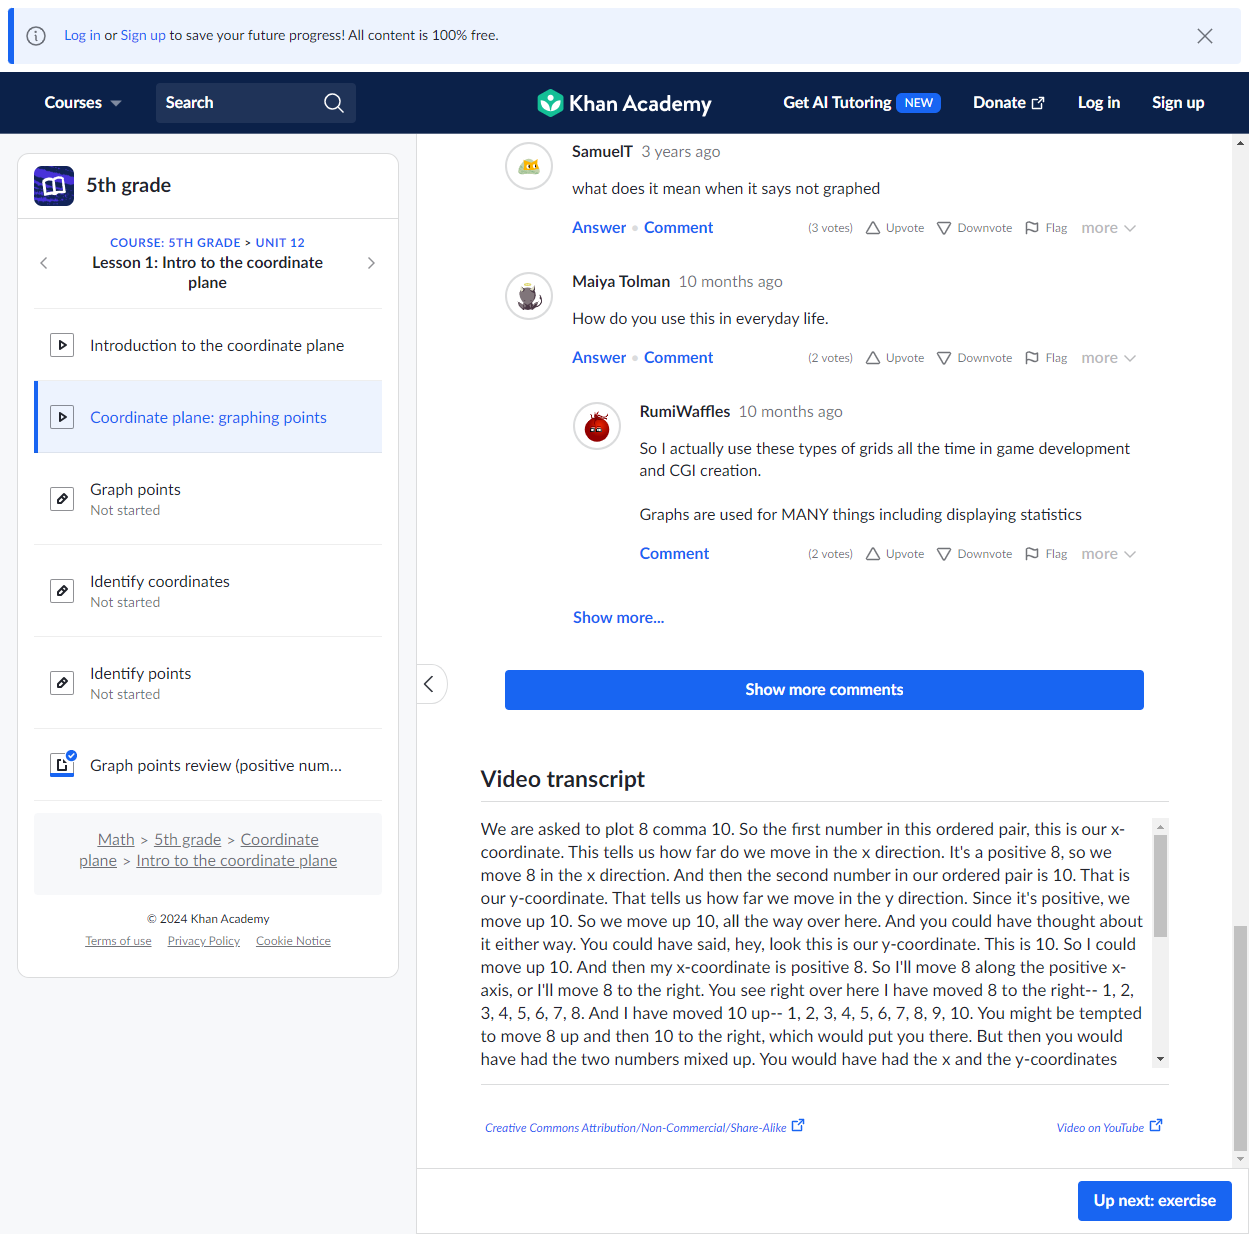 Log in or Sign up to save your future progress! All content is 100% free.
Courses
Search
Khan Academy
Get AI Tutoring NEW
Donate
Log in
Sign up
5th grade
COURSE: 5TH GRADE > UNIT 12
Lesson 1: Intro to the coordinate
plane
Introduction to the coordinate plane
Coordinate plane: graphing points
Graph points
Not started
Identify coordinates
Not started
Identify points
Not started
Graph points review (positive num...
Math > 5th grade > Coordinate
plane > Intro to the coordinate plane
© 2024 Khan Academy
Terms of use Privacy Policy Cookie Notice
SamuelT 3 years ago
what does it mean when it says not graphed
Answer • Comment (3 votes) Upvote Downvote Flag more
Maiya Tolman 10 months ago
How do you use this in everyday life.
Answer • Comment (2 votes) Upvote Downvote Flag more
RumiWaffles 10 months ago
So I actually use these types of grids all the time in game development
and CGI creation.
Graphs are used for MANY things including displaying statistics
Comment (2 votes) Upvote Downvote Flag more
Show more...
Show more comments
Video transcript
We are asked to plot 8 comma 10. So the first number in this ordered pair, this is our x-
coordinate. This tells us how far do we move in the x direction. It's a positive 8, so we
move 8 in the x direction. And then the second number in our ordered pair is 10. That is
our y-coordinate. That tells us how far we move in the y direction. Since it's positive, we
move up 10. So we move up 10, all the way over here. And you could have thought about
it either way. You could have said, hey, look this is our y-coordinate. This is 10. So I could
move up 10. And then my x-coordinate is positive 8. So I'll move 8 along the positive x-
axis, or I'll move 8 to the right. You see right over here I have moved 8 to the right-- 1, 2,
3, 4, 5, 6, 7, 8. And I have moved 10 up-- 1, 2, 3, 4, 5, 6, 7, 8, 9, 10. You might be tempted
to move 8 up and then 10 to the right, which would put you there. But then you would
have had the two numbers mixed up. You would have had the x and the y-coordinates
Creative Commons Attribution/Non-Commercial/Share-Alike
Video on YouTube
Up next: exercise